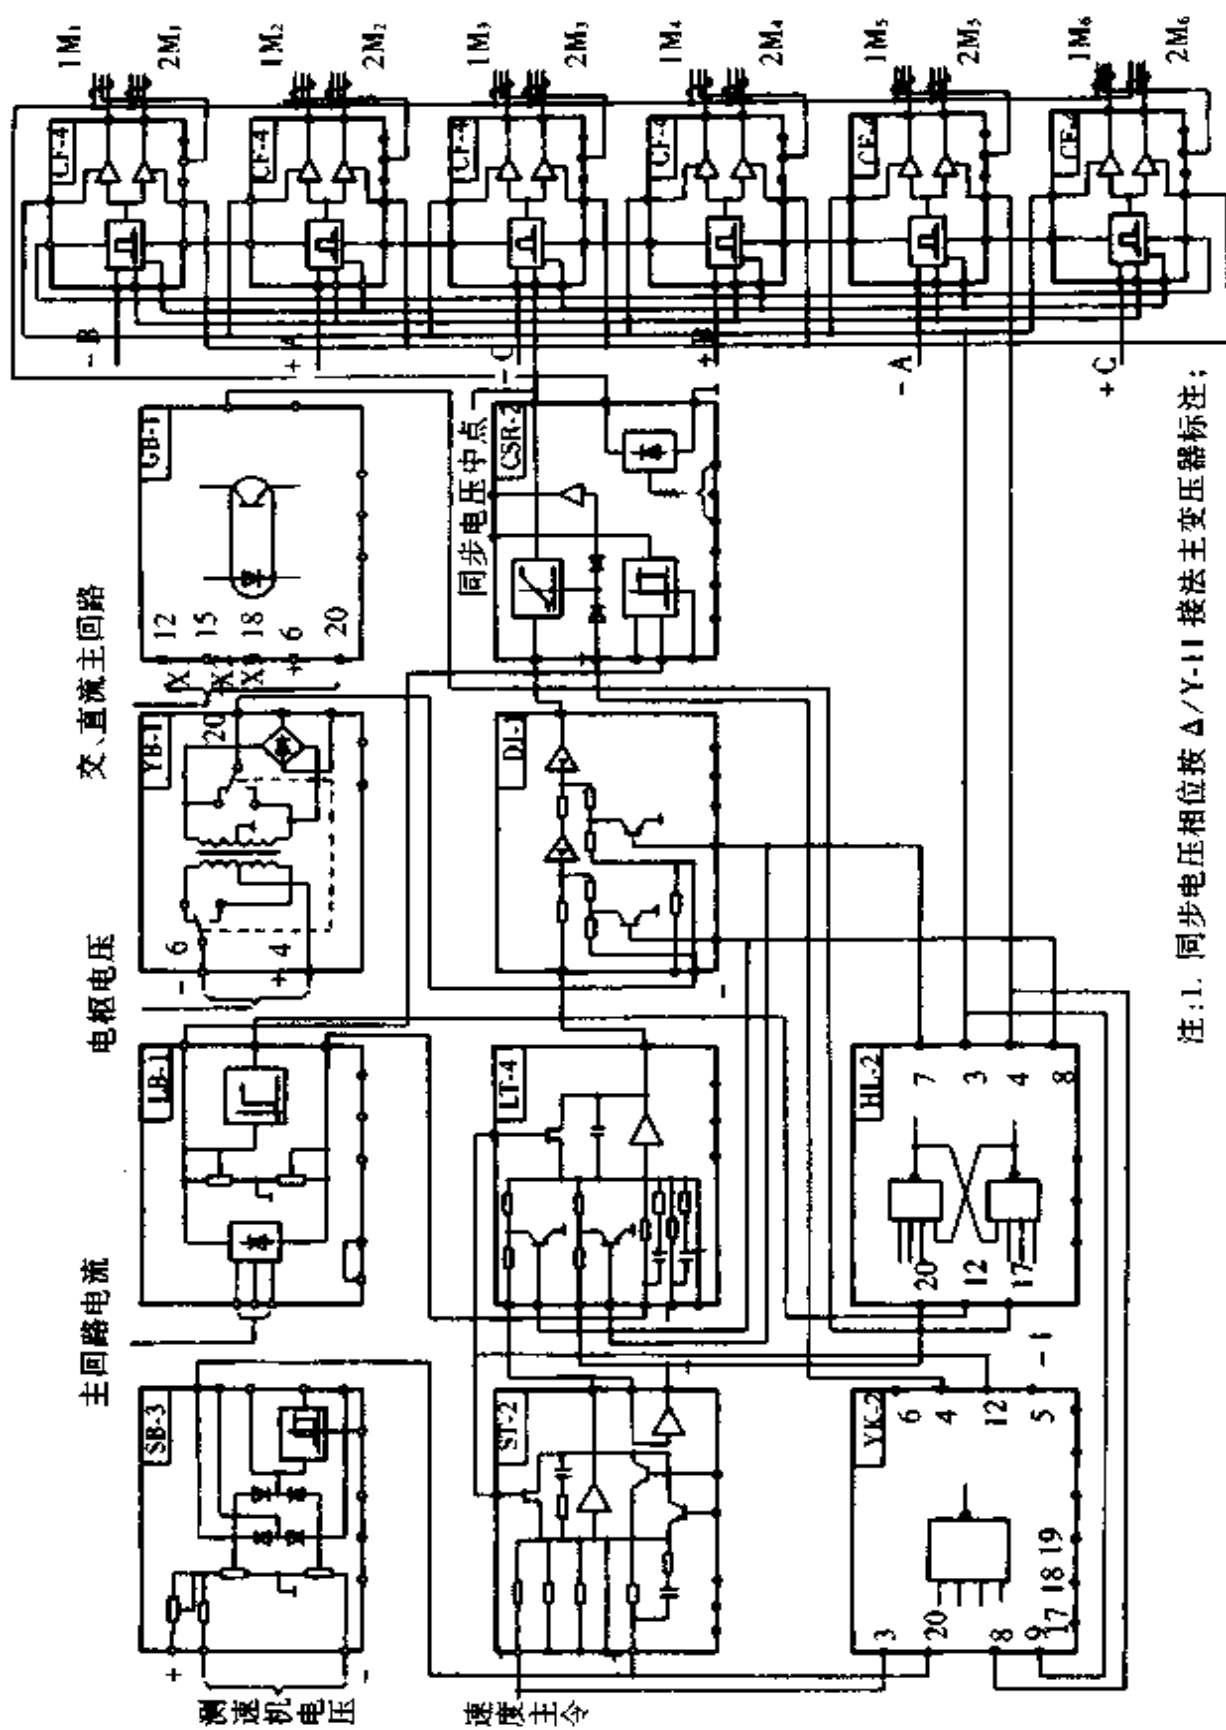 主回路电流
电枢电压
交、直流主回路
测速机电压
+
-
SB-3
LB-1
-
6
+
4
YB-1
20
12
15
18
+6
20
X
X
X
GB-1
速度主令
ST-2
LT-4
DJ-1
-
同步电压中点
CSR-2
3
20
8
9
17
18
19
YK-2
6
4
12
5
-1
20
12
17
HL-2
7
3
4
8
-B
CF-4
1M₁
2M₁
+A
CF-4
1M₂
2M₂
-C
CF-4
1M₃
2M₃
+B
CF-4
1M₄
2M₄
-A
CF-4
1M₅
2M₅
+C
CF-4
1M₆
2M₆
注:1. 同步电压相位按 Δ/Y-11 接法主变压器标注;